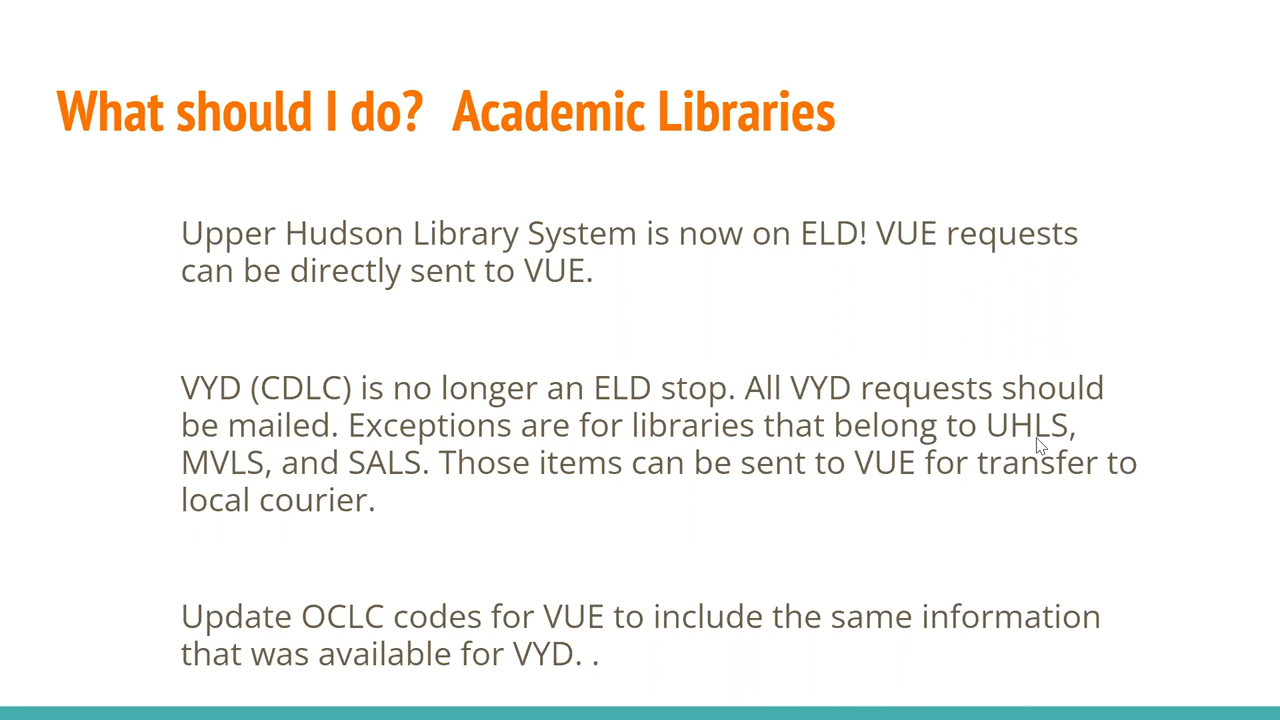 What should I do? Academic Libraries
Upper Hudson Library System is now on ELD! VUE requests
can be directly sent to VUE.
VYD (CDLC) is no longer an ELD stop. All VYD requests should
be mailed. Exceptions are for libraries that belong to UHLS,
MVLS, and SALS. Those items can be sent to VUE for transfer to
local courier.
Update OCLC codes for VUE to include the same information
that was available for VYD. .